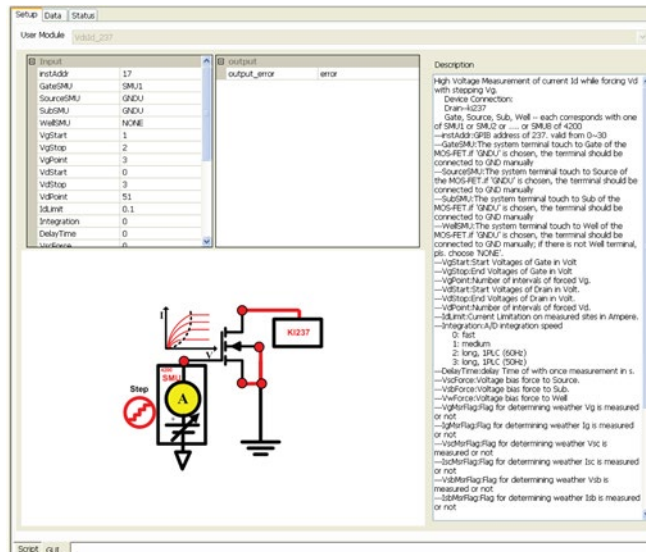 Setup Data Status
User Module VdsId_237
Input
instAddr 17
GateSMU SMU1
SourceSMU GNDU
SubSMU GNDU
WellSMU NONE
VgStart 1
VgStop 2
VgPoint 3
VdStart 0
VdStop 3
VdPoint 51
IdLimit 0.1
Integration 0
DelayTime 0
VscForce 0
output
output_error error
Description
High Voltage Measurement of current Id while forcing Vd
with stepping Vg.
Device Connection:
Drain--ki237
Gate, Source, Sub, Well -- each corresponds with one
of SMU1 or SMU2 or ..... or SMU8 of 4200
---instAddr:GPIB address of 237. valid from 0~30
---GateSMU:The system terminal touch to Gate of the
MOS-FET.if 'GNDU' is chosen, the terrminal should be
connected to GND manually
---SourceSMU:The system terminal touch to Source of
the MOS-FET.if 'GNDU' is chosen, the terrminal should be
connected to GND manually
---SubSMU:The system terminal touch to Sub of the
MOS-FET.if 'GNDU' is chosen, the terrminal should be
connected to GND manually
---WellSMU:The system terminal touch to Well of the
MOS-FET.if 'GNDU' is chosen, the terrminal should be
connected to GND manually; if there is not Well terminal,
pls. choose 'NONE'.
---VgStart:Start Voltages of Gate in Volt
---VgStop:End Voltages of Gate in Volt
---VgPoint:Number of intervals of forced Vg.
---VdStart:Start Voltages of Drain in Volt.
---VdStop:End Voltages of Drain in Volt.
---VdPoint:Number of intervals of forced Vd.
---IdLimit:Current Limitation on measured sites in Ampere.
---Integration:A/D integration speed
0: fast
1: medium
2: long, 1PLC (60Hz)
3: long, 1PLC (50Hz)
---DelayTime:delay Time of with once measurement in s.
---VscForce:Voltage bias force to Source.
---VsbForce:Voltage bias force to Sub.
---VwForce:Voltage bias force to Well
---VgMsrFlag:Flag for determining weather Vg is measured
or not
---IgMsrFlag:Flag for determining weather Ig is measured
or not
---VscMsrFlag:Flag for determining weather Vsc is
measured or not
---IscMsrFlag:Flag for determining weather Isc is measured
or not
---VsbMsrFlag:Flag for determining weather Vsb is
measured or not
---IsbMsrFlag:Flag for determining weather Isb is measured
or not
I
V
KI237
4200
SMU
A
Step
Script GUI